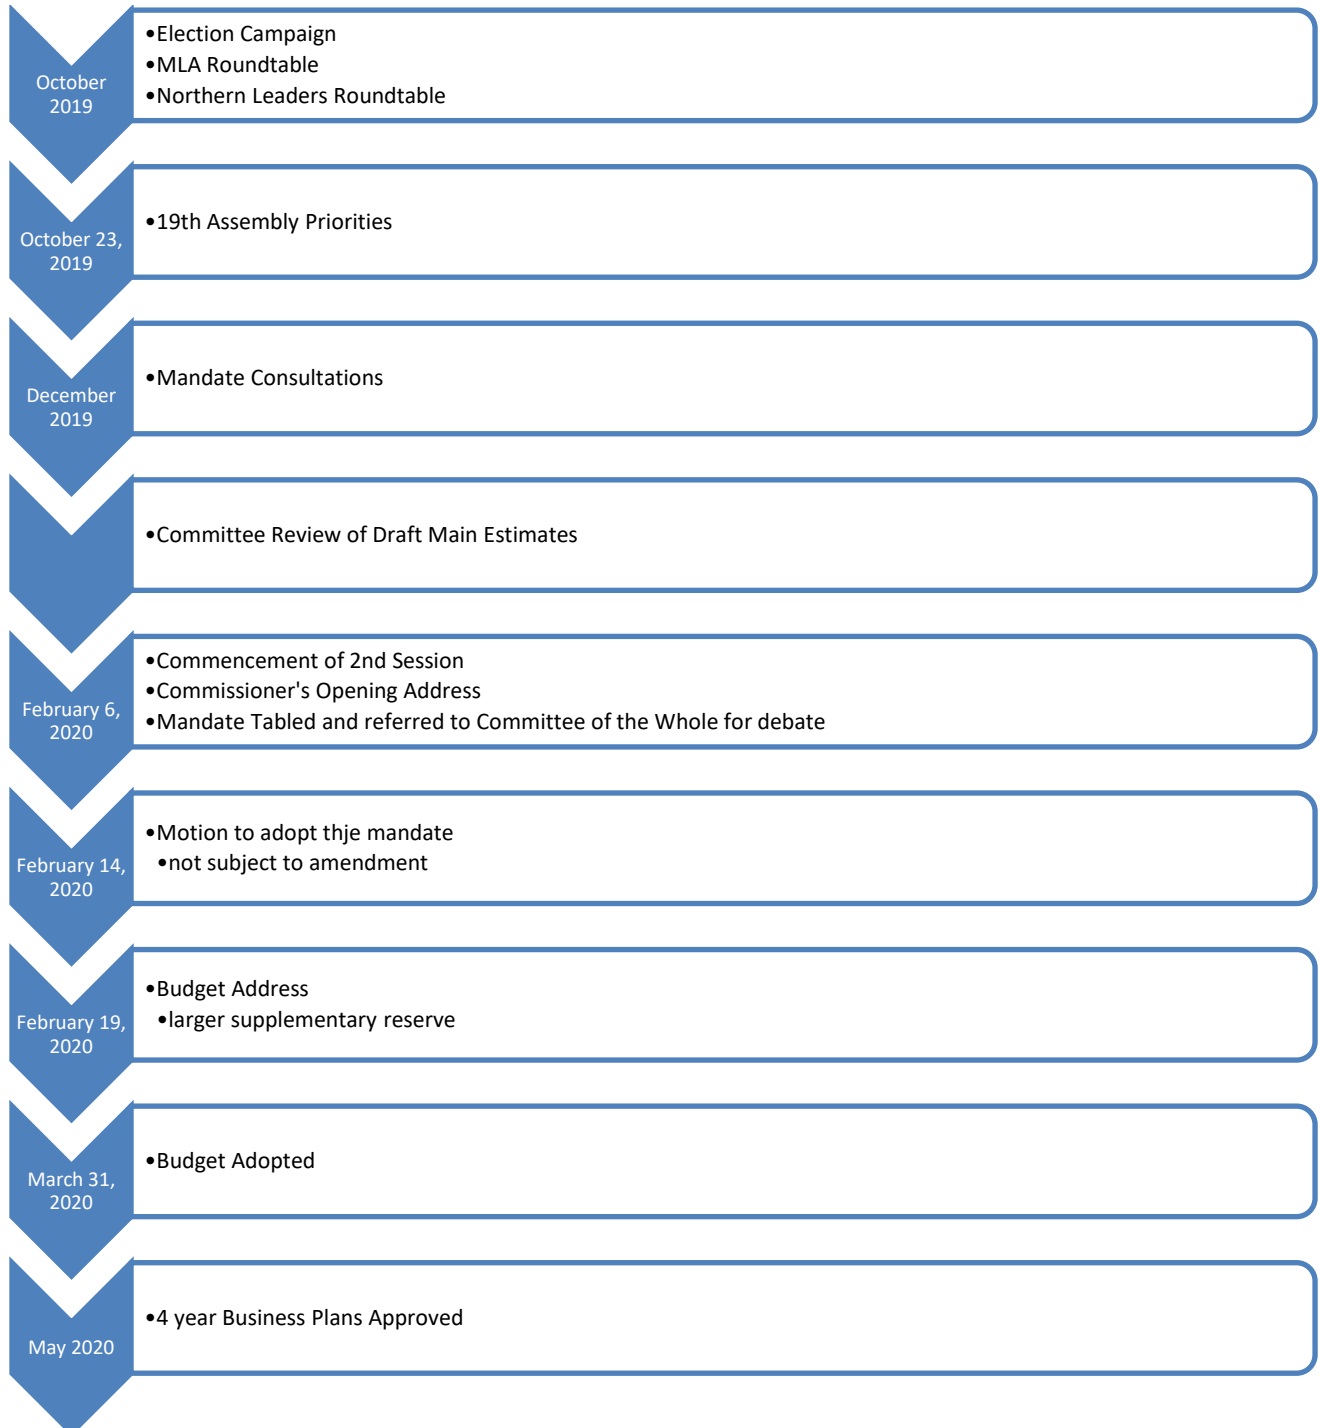 October
2019
•Election Campaign
•MLA Roundtable
•Northern Leaders Roundtable
October 23,
2019
•19th Assembly Priorities
December
2019
•Mandate Consultations
•Committee Review of Draft Main Estimates
February 6,
2020
•Commencement of 2nd Session
•Commissioner's Opening Address
•Mandate Tabled and referred to Committee of the Whole for debate
February 14,
2020
•Motion to adopt thje mandate
•not subject to amendment
February 19,
2020
•Budget Address
•larger supplementary reserve
March 31,
2020
•Budget Adopted
May 2020
•4 year Business Plans Approved